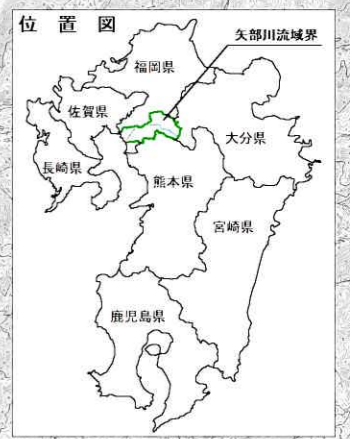 位置図
矢部川流域界
福岡県
佐賀県
大分県
長崎県
熊本県
宮崎県
鹿児島県